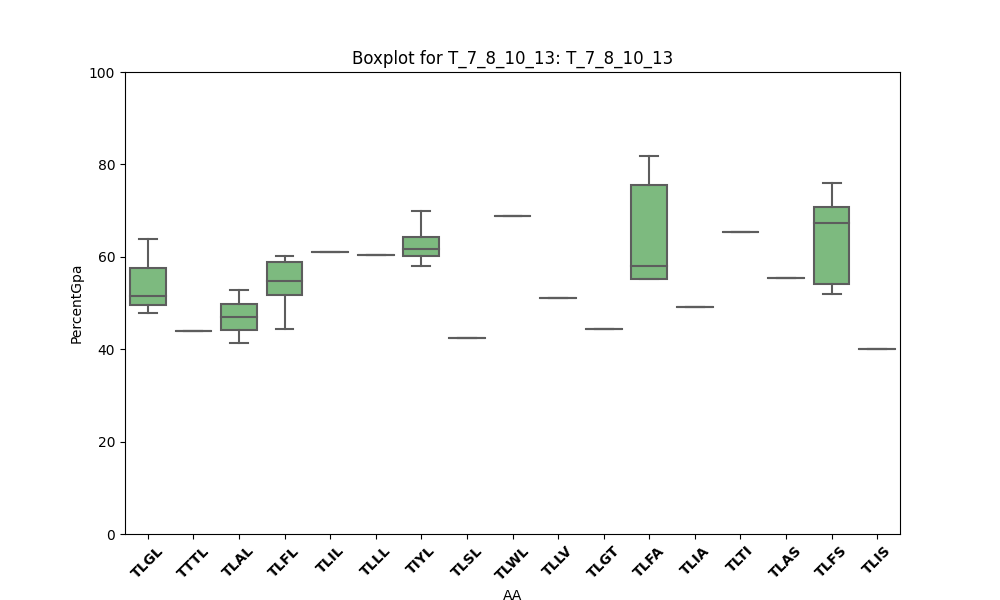 Boxplot for T_7_8_10_13: T_7_8_10_13
100
80
60
40
20
0
PercentGpa
TLGL TTTL TLAL TLFL TLIL TLLL TIYL TLSL TLWL TLLV TLGT TLFA TLIA TLTI TLAS TLFS TLIS
AA